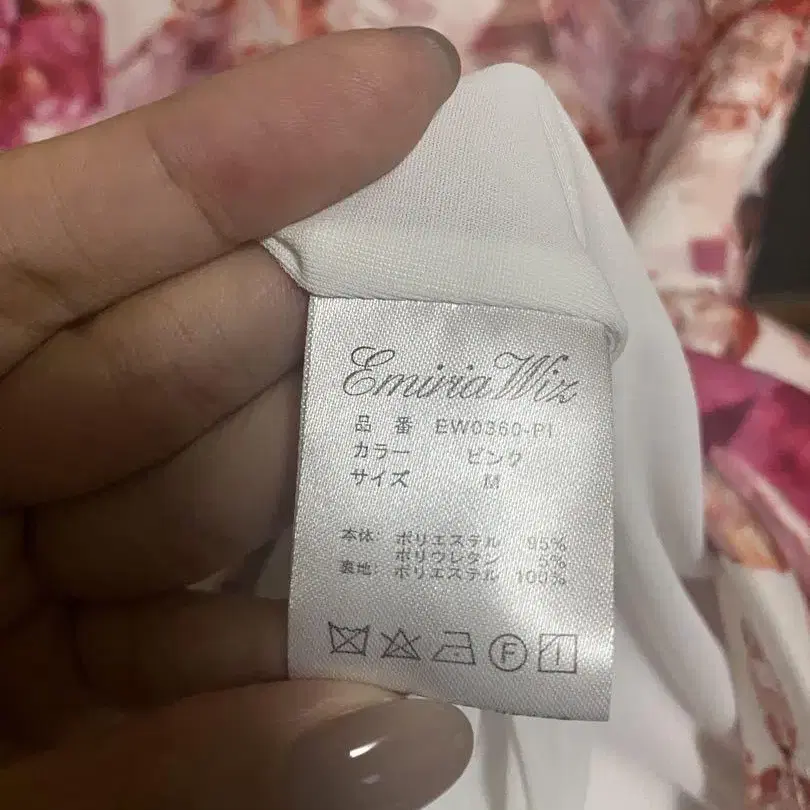 EmiriaWiz
品番 EW0360-PI
カラー ピンク
サイズ M
本体: ポリエステル 95%
ポリウレタン 5%
裏地: ポリエステル 100%
F